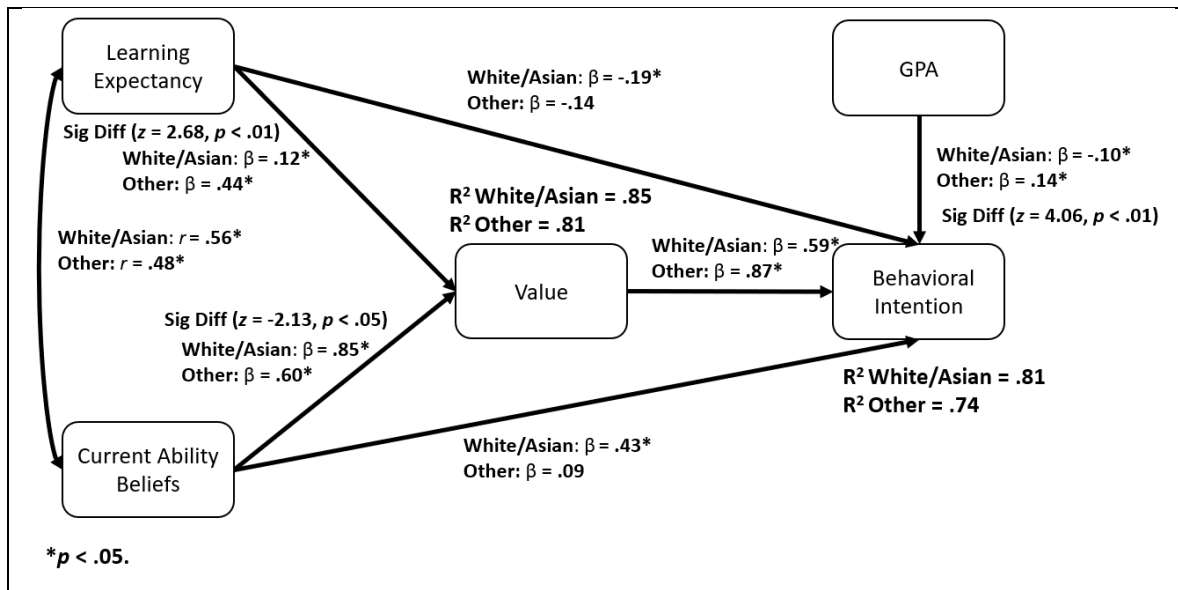 Learning
Expectancy
GPA
White/Asian: β = -.19*
Other: β = -.14
Sig Diff (z = 2.68, p < .01)
White/Asian: β = .12*
Other: β = .44*
White/Asian: β = -.10*
Other: β = .14*
Sig Diff (z = 4.06, p < .01)
R² White/Asian = .85
R² Other = .81
White/Asian: r = .56*
Other: r = .48*
White/Asian: β = .59*
Other: β = .87*
Value
Behavioral
Intention
Sig Diff (z = -2.13, p < .05)
White/Asian: β = .85*
Other: β = .60*
R² White/Asian = .81
R² Other = .74
Current Ability
Beliefs
White/Asian: β = .43*
Other: β = .09
*p < .05.